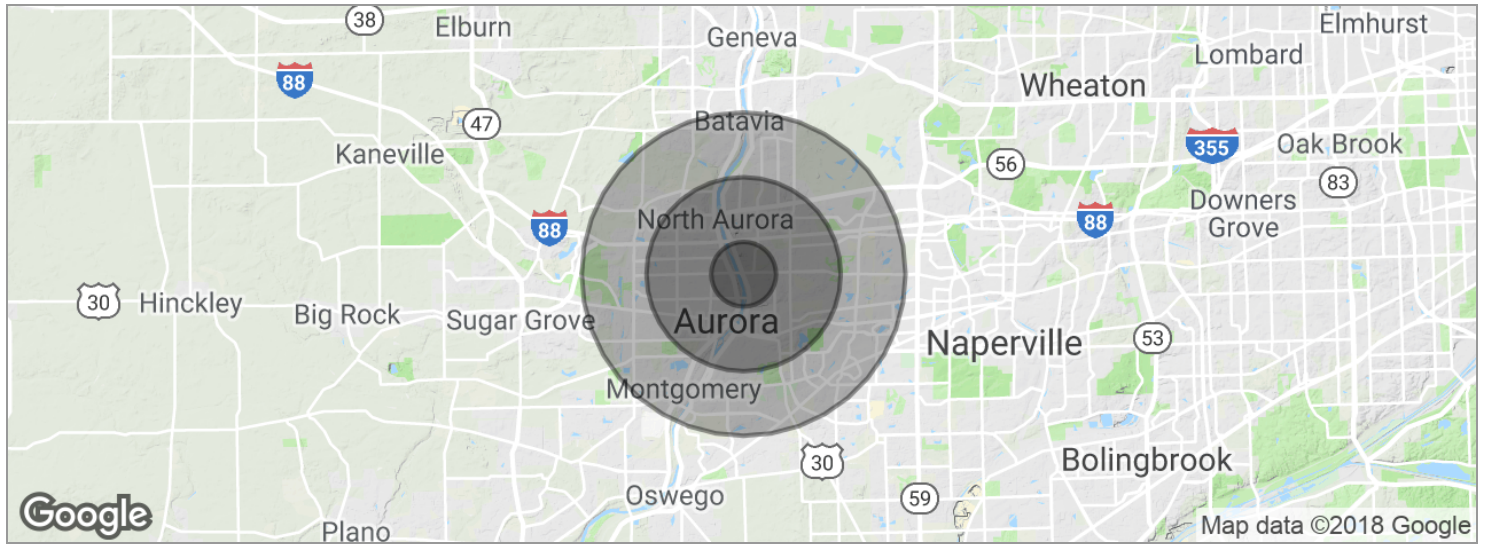 38
Elburn
Geneva
Elmhurst
Lombard
88
Wheaton
47
Batavia
Kaneville
56
355
Oak Brook
83
North Aurora
88
88
Downers
Grove
30
Hinckley
Big Rock
Sugar Grove
Aurora
Naperville
53
Montgomery
30
Bolingbrook
Oswego
59
Google
Plano
Map data ©2018 Google